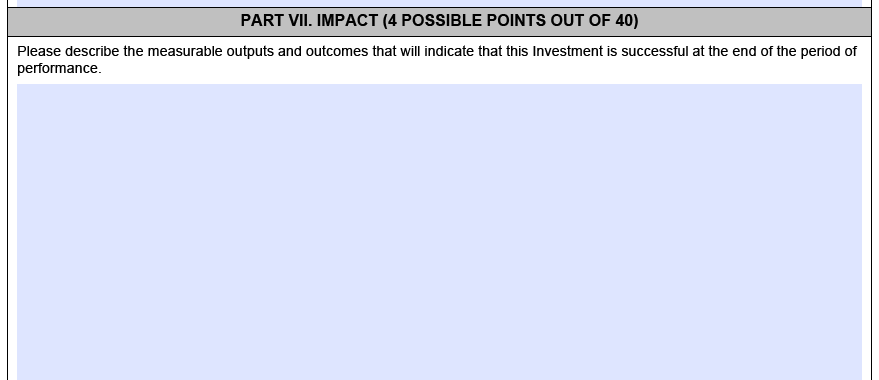 PART VII. IMPACT (4 POSSIBLE POINTS OUT OF 40)
Please describe the measurable outputs and outcomes that will indicate that this Investment is successful at the end of the period of
performance.